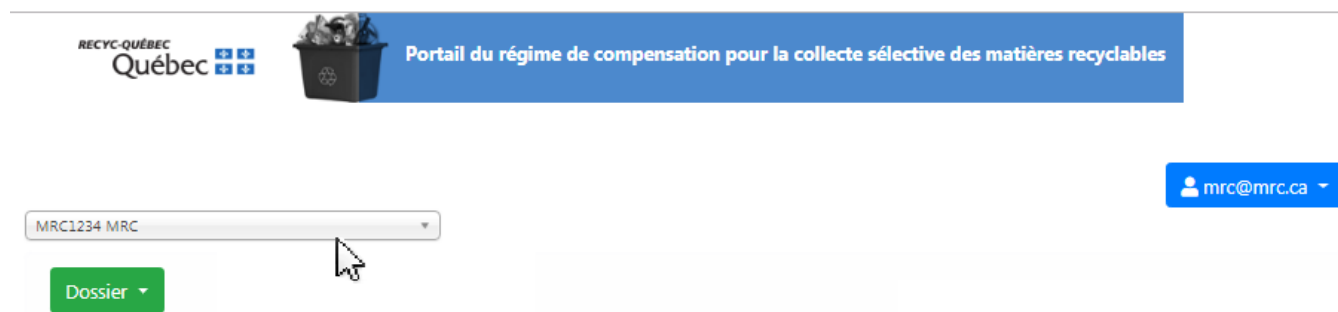 RECYC-QUÉBEC
Québec
Portail du régime de compensation pour la collecte sélective des matières recyclables
mrc@mrc.ca
MRC1234 MRC
Dossier